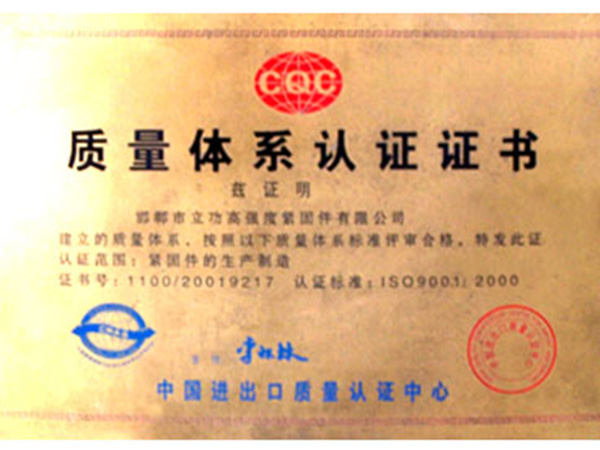 CQC
质量体系认证证书
兹证明
邯郸市立功高强度紧固件有限公司
建立的质量体系，按照以下质量体系标准评审合格，特发此证
认证范围：紧固件的生产制造
证书号：1100/20019217 认证标准：ISO9001：2000
中国进出口质量认证中心